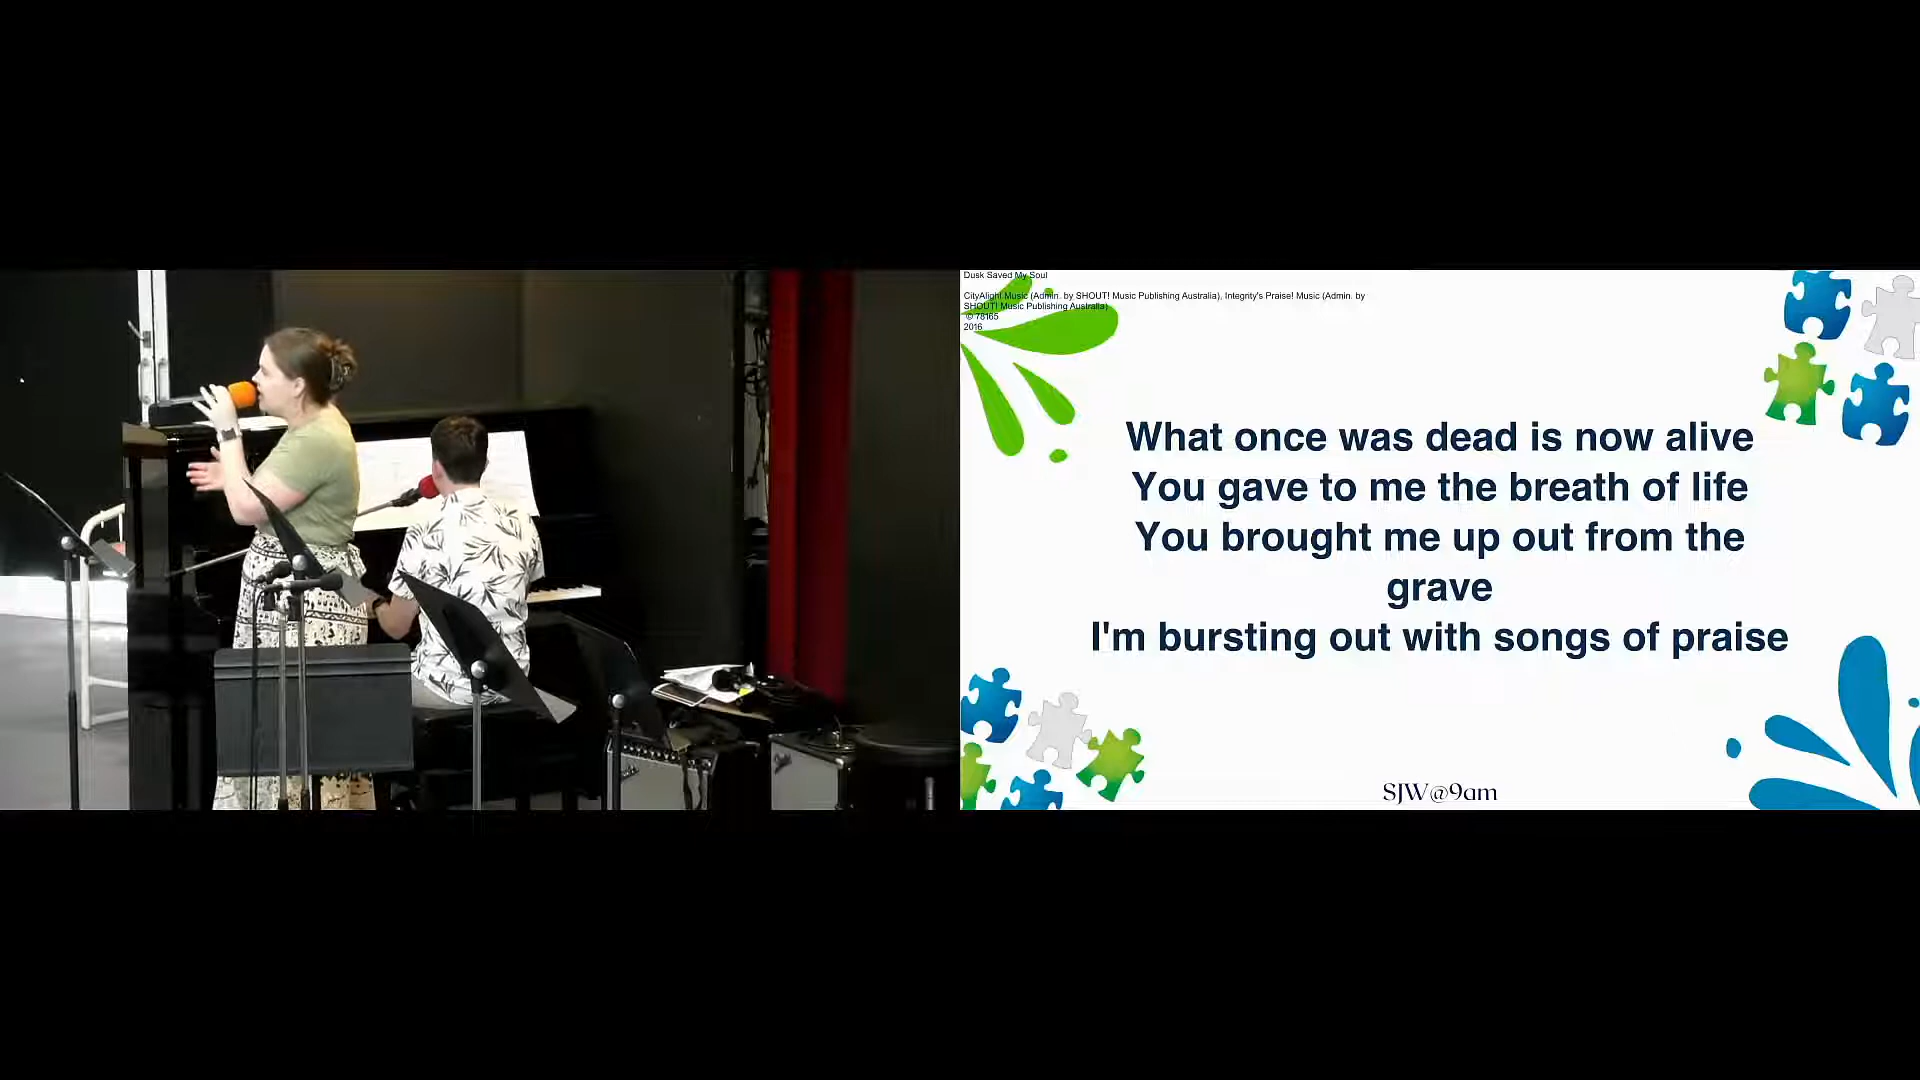 Dusk Saved My Soul
CityAlight Music (Admin. by SHOUT! Music Publishing Australia), Integrity's Praise! Music (Admin. by
SHOUT! Music Publishing Australia)
© 78165
2016
What once was dead is now alive
You gave to me the breath of life
You brought me up out from the
grave
I'm bursting out with songs of praise
SJW@9am